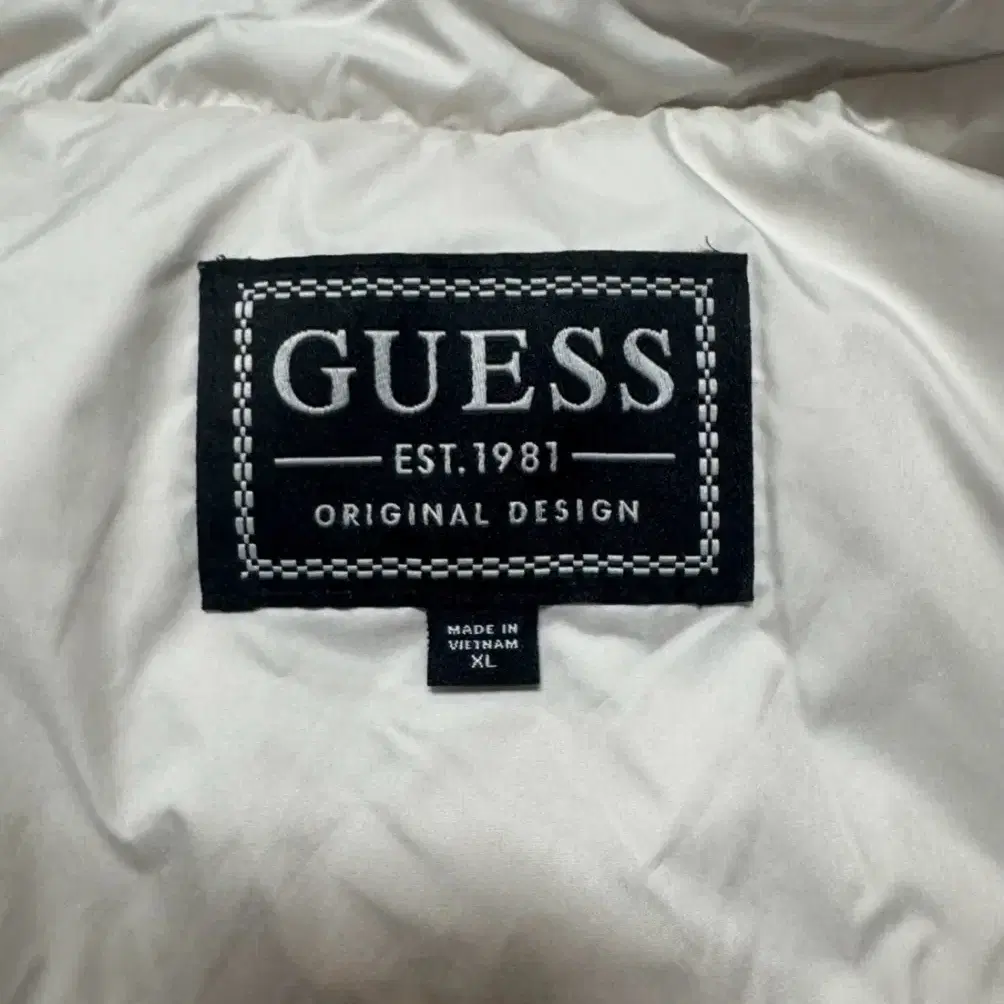 GUESS
EST. 1981
ORIGINAL DESIGN
MADE IN
VIETNAM
XL